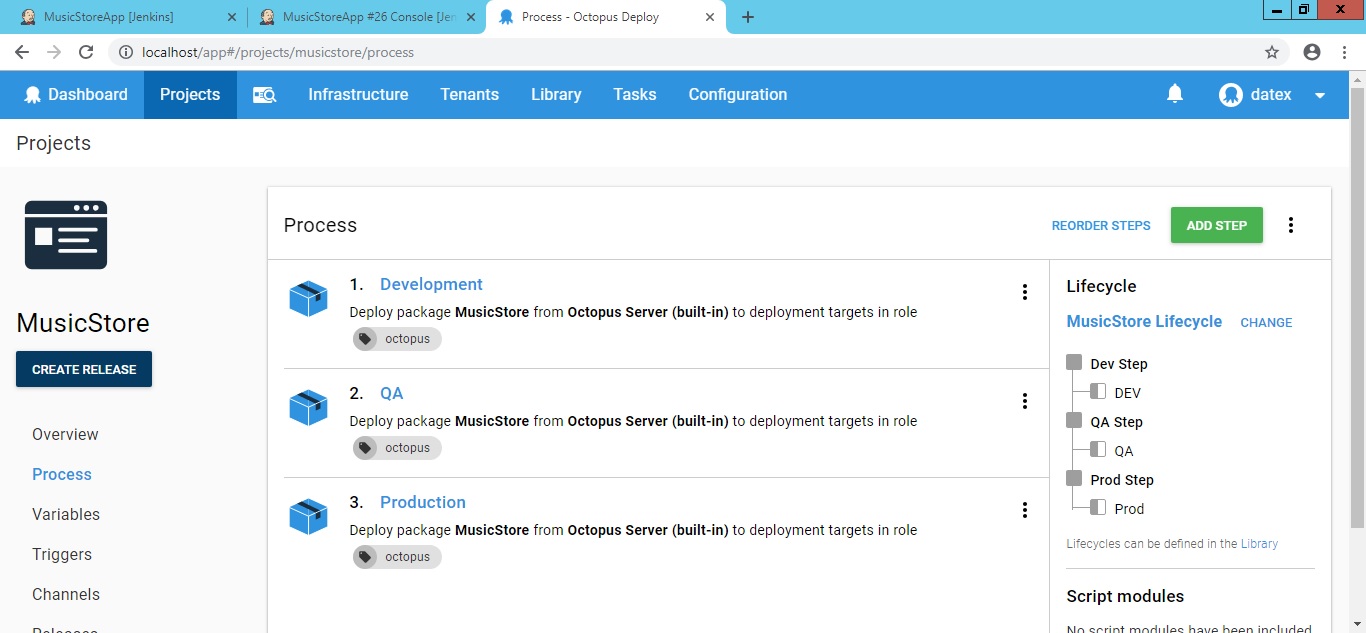 MusicStoreApp [Jenkins]
MusicStoreApp #26 Console [Jen
Process - Octopus Deploy
localhost/app#/projects/musicstore/process
Dashboard Projects Infrastructure Tenants Library Tasks Configuration datex
Projects
MusicStore
CREATE RELEASE
Overview
Process
Variables
Triggers
Channels
Releases
Process
REORDER STEPS
ADD STEP
1. Development
Deploy package MusicStore from Octopus Server (built-in) to deployment targets in role
octopus
2. QA
Deploy package MusicStore from Octopus Server (built-in) to deployment targets in role
octopus
3. Production
Deploy package MusicStore from Octopus Server (built-in) to deployment targets in role
octopus
Lifecycle
MusicStore Lifecycle CHANGE
Dev Step
DEV
QA Step
QA
Prod Step
Prod
Lifecycles can be defined in the Library
Script modules
No script modules have been included